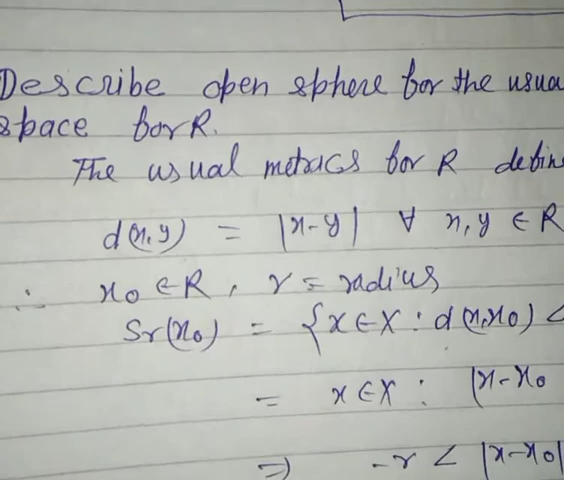 Describe open sphere for the usua
space for R.
The usual metrics for R define
d(x,y) = |x-y| ∀ x,y ∈ R
∴ x₀ ∈ R, r = radius
Sr(x₀) = {x ∈ X : d(x,x₀) <
= x ∈ X : |x-x₀
⇒ -r < |x-x₀|